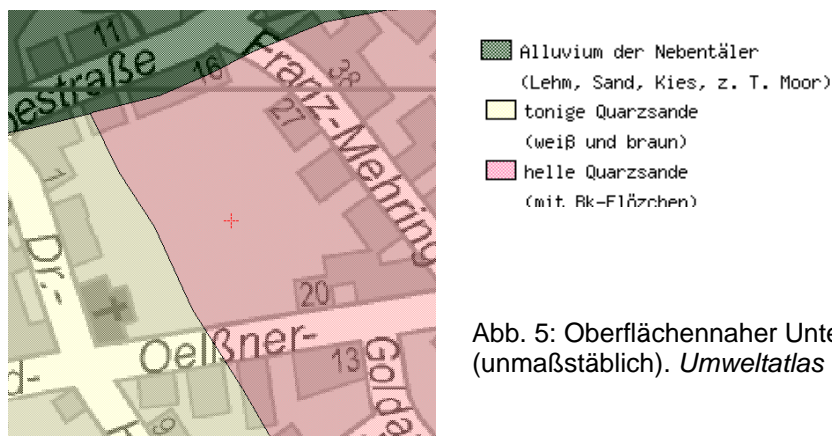 11
estraße
16
Franz-Mehring
38
27
1
Dr.-
20
Oelßner-
13
Golda
d-
9
Alluvium der Nebentäler
(Lehm, Sand, Kies, z. T. Moor)
tonige Quarzsande
(weiß und braun)
helle Quarzsande
(mit Bk-Flözchen)
Abb. 5: Oberflächennaher Unte
(unmaßstäblich). Umweltatlas